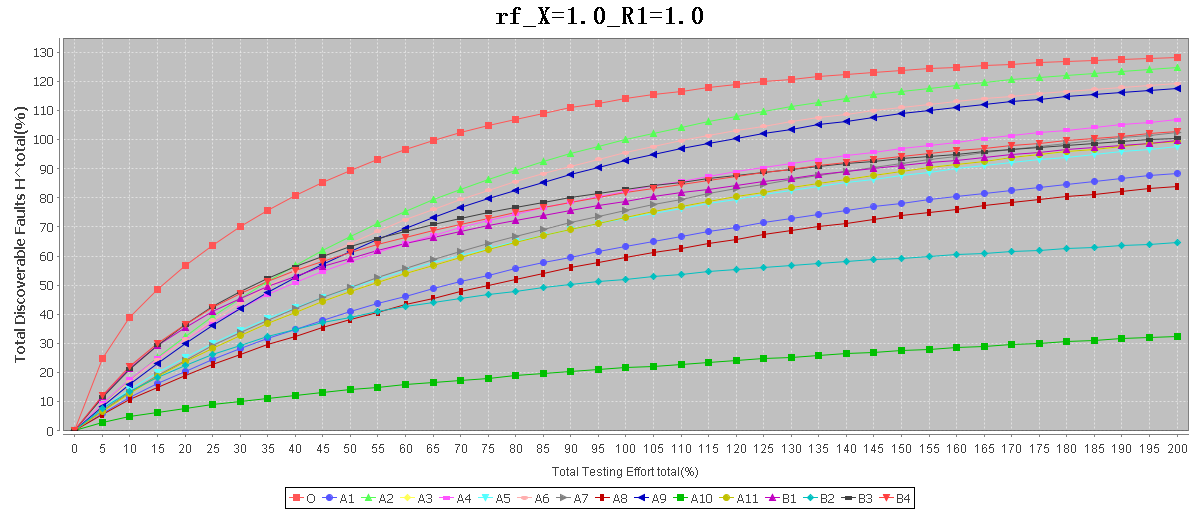 rf_X=1.0_R1=1.0
Total Discoverable Faults H^total(%)
130
120
110
100
90
80
70
60
50
40
30
20
10
0
0 5 10 15 20 25 30 35 40 45 50 55 60 65 70 75 80 85 90 95 100 105 110 115 120 125 130 135 140 145 150 155 160 165 170 175 180 185 190 195 200
Total Testing Effort total(%)
O A1 A2 A3 A4 A5 A6 A7 A8 A9 A10 A11 B1 B2 B3 B4